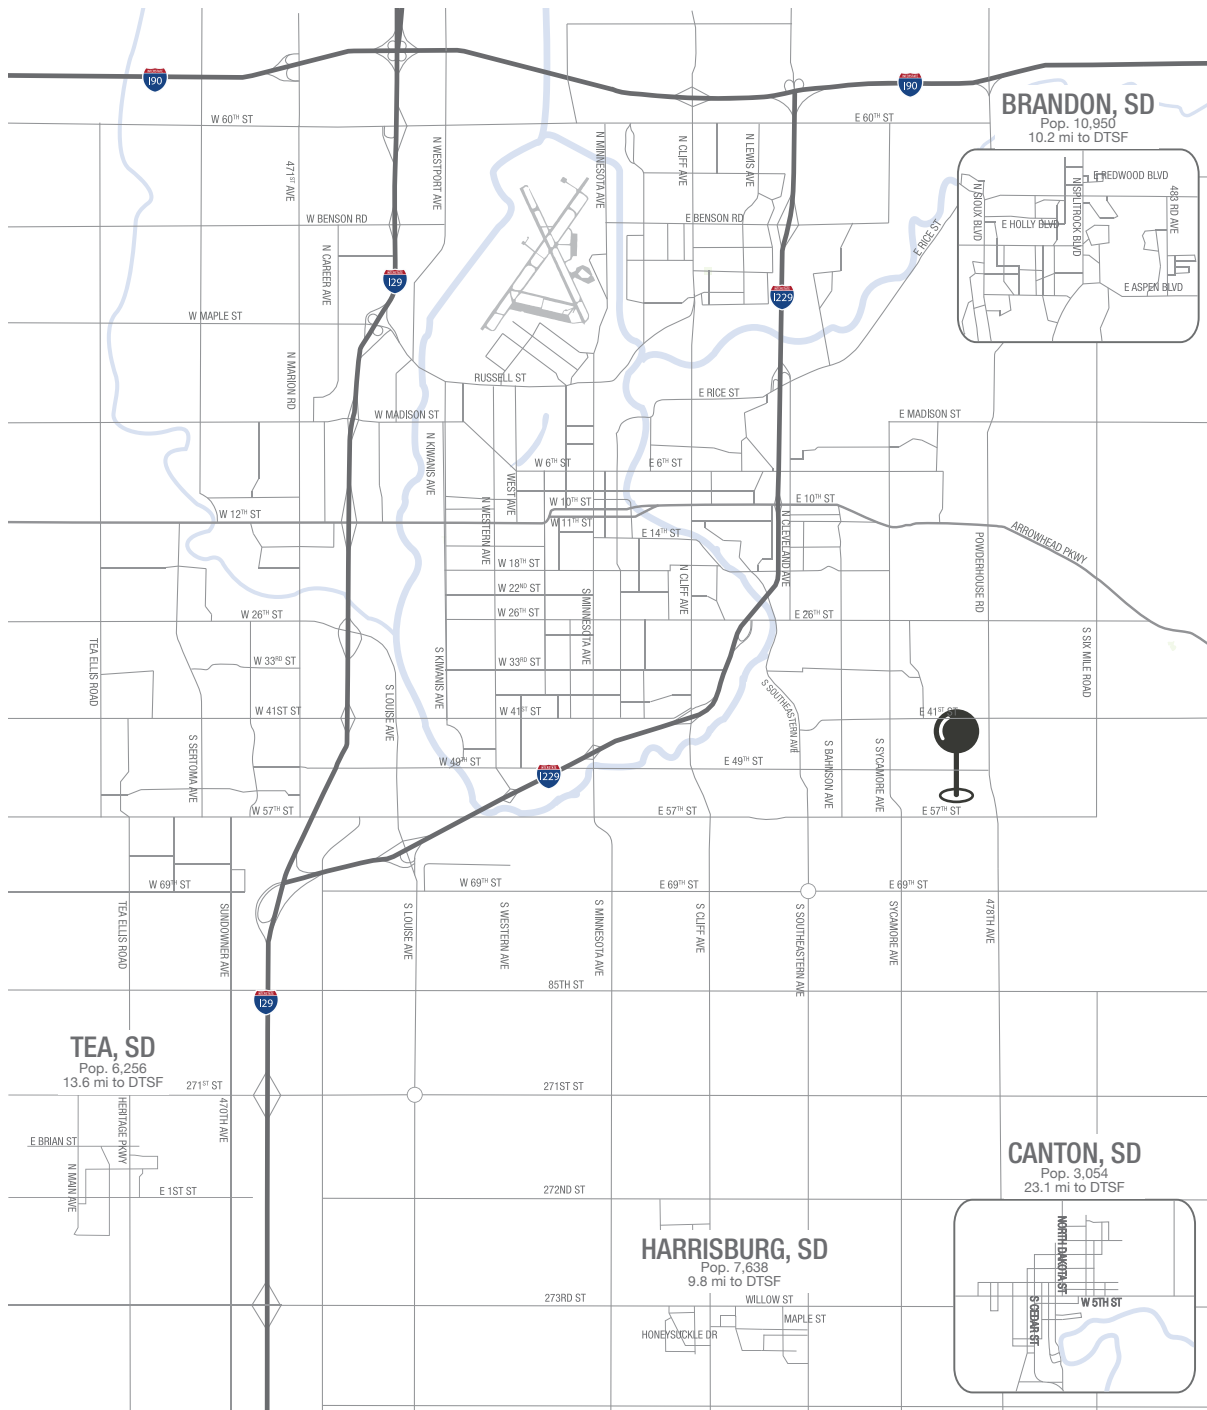 I90
I90
BRANDON, SD
Pop. 10,950
10.2 mi to DTSF
W 60TH ST
E 60TH ST
471ST AVE
N WESTPORT AVE
N MINNESOTA AVE
N CLIFF AVE
N LEWIS AVE
E REDWOOD BLVD
N SIOUX BLVD
N SPLITROCK BLVD
483 RD AVE
E HOLLY BLVD
E ASPEN BLVD
W BENSON RD
E BENSON RD
E RICE ST
N CAREER AVE
I29
I229
W MAPLE ST
N MARION RD
RUSSELL ST
E RICE ST
W MADISON ST
E MADISON ST
N KIWANIS AVE
W 6TH ST
E 6TH ST
WEST AVE
N WESTERN AVE
W 10TH ST
E 10TH ST
W 12TH ST
W 11TH ST
E 14TH ST
N CLEVELAND AVE
ARROWHEAD PKWY
POWDERHOUSE RD
W 18TH ST
N CLIFF AVE
W 22ND ST
S MINNESOTA AVE
W 26TH ST
W 26TH ST
E 26TH ST
TEA ELLIS ROAD
S SIX MILE ROAD
W 33RD ST
S KIWANIS AVE
W 33RD ST
S LOUISE AVE
S SOUTHEASTERN AVE
W 41ST ST
W 41ST ST
E 41ST ST
S SERTOMA AVE
S BAHNSON AVE
S SYCAMORE AVE
W 49TH ST
E 49TH ST
I229
W 57TH ST
E 57TH ST
E 57TH ST
W 69TH ST
W 69TH ST
E 69TH ST
E 69TH ST
TEA ELLIS ROAD
SUNDOWNER AVE
S LOUISE AVE
S WESTERN AVE
S MINNESOTA AVE
S CLIFF AVE
S SOUTHEASTERN AVE
SYCAMORE AVE
478TH AVE
85TH ST
I29
TEA, SD
Pop. 6,256
13.6 mi to DTSF
271ST ST
271ST ST
HERITAGE PKWY
470TH AVE
E BRIAN ST
N MAIN AVE
E 1ST ST
272ND ST
CANTON, SD
Pop. 3,054
23.1 mi to DTSF
NORTH DAKOTA ST
W 5TH ST
S CEDAR ST
HARRISBURG, SD
Pop. 7,638
9.8 mi to DTSF
273RD ST
WILLOW ST
MAPLE ST
HONEYSUCKLE DR